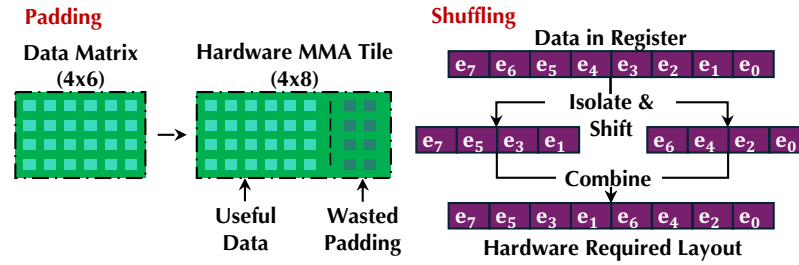 Padding
Data Matrix
(4x6)
Hardware MMA Tile
(4x8)
Useful
Data
Wasted
Padding
Shuffling
Data in Register
e₇ e₆ e₅ e₄ e₃ e₂ e₁ e₀
Isolate &
Shift
e₇ e₅ e₃ e₁
e₆ e₄ e₂ e₀
Combine
e₇ e₅ e₃ e₁ e₆ e₄ e₂ e₀
Hardware Required Layout